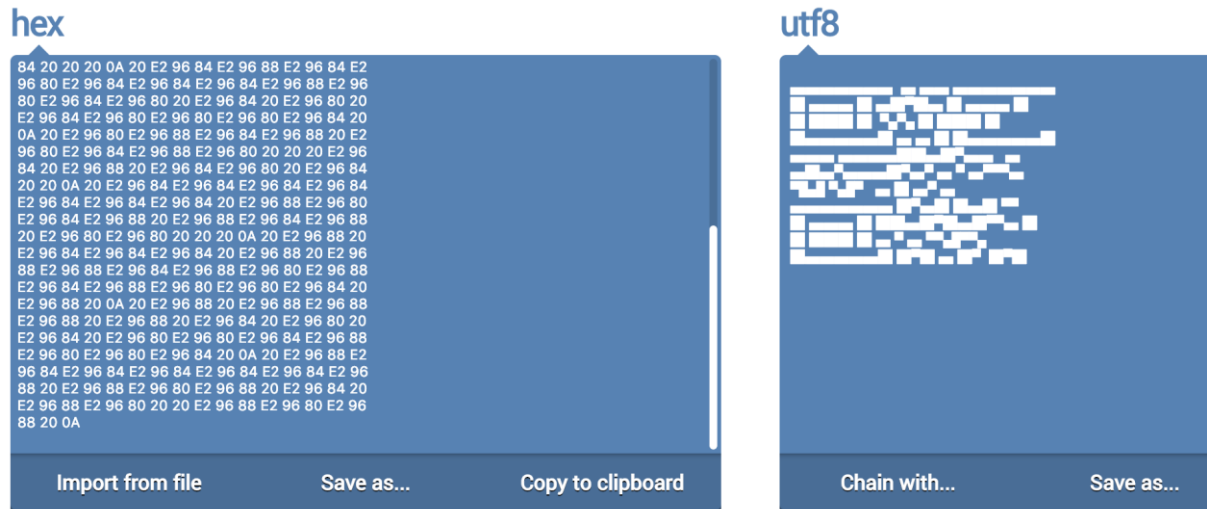 hex
84 20 20 20 0A 20 E2 96 84 E2 96 88 E2 96 84 E2
96 80 E2 96 84 E2 96 84 E2 96 84 E2 96 88 E2 96
80 E2 96 84 E2 96 80 20 E2 96 84 20 E2 96 80 20
E2 96 84 E2 96 80 E2 96 80 E2 96 80 E2 96 84 20
0A 20 E2 96 80 E2 96 88 E2 96 84 E2 96 88 20 E2
96 80 E2 96 84 E2 96 88 E2 96 80 20 20 20 E2 96
84 20 E2 96 88 20 E2 96 84 E2 96 80 20 E2 96 84
20 20 0A 20 E2 96 84 E2 96 84 E2 96 84 E2 96 84
E2 96 84 E2 96 84 E2 96 84 20 E2 96 88 E2 96 80
E2 96 84 E2 96 88 20 E2 96 88 E2 96 84 E2 96 88
20 E2 96 80 E2 96 80 20 20 20 0A 20 E2 96 88 20
E2 96 84 E2 96 84 E2 96 84 20 E2 96 88 20 E2 96
88 E2 96 88 E2 96 84 E2 96 88 E2 96 80 E2 96 88
E2 96 84 E2 96 88 E2 96 80 E2 96 80 E2 96 84 20
E2 96 88 20 0A 20 E2 96 88 20 E2 96 88 E2 96 88
E2 96 88 20 E2 96 88 20 E2 96 84 20 E2 96 80 20
E2 96 84 20 E2 96 80 E2 96 80 E2 96 84 E2 96 88
E2 96 80 E2 96 80 E2 96 84 20 0A 20 E2 96 88 E2
96 84 E2 96 84 E2 96 84 E2 96 84 E2 96 84 E2 96
88 20 E2 96 88 E2 96 80 E2 96 88 20 E2 96 84 20
E2 96 88 E2 96 80 20 20 E2 96 88 E2 96 80 E2 96
88 20 0A
Import from file
Save as...
Copy to clipboard
utf8
Chain with...
Save as...